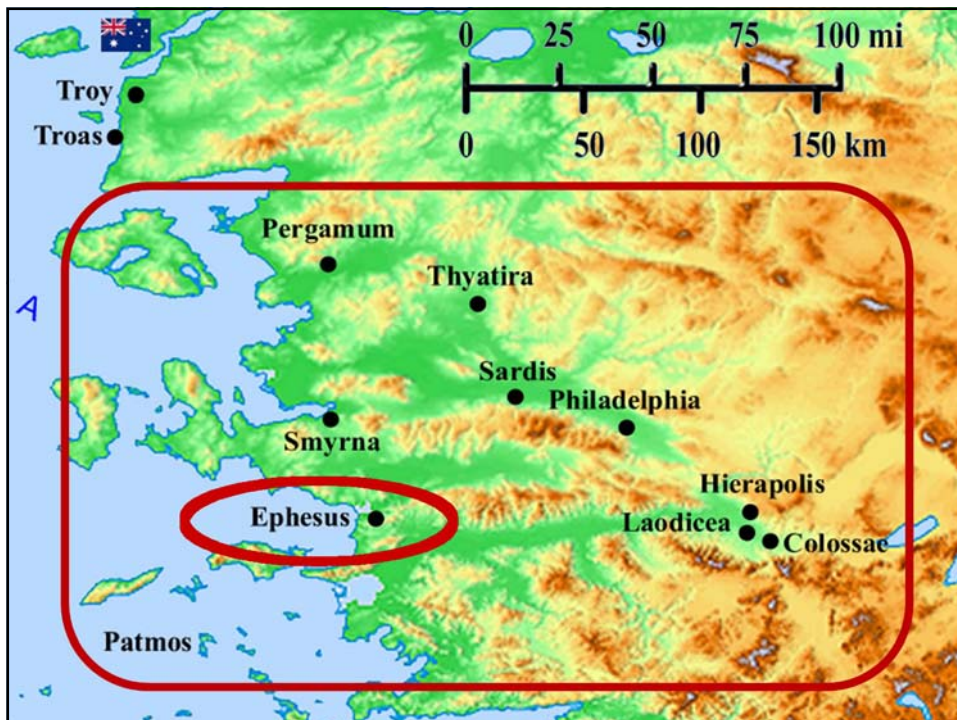 0 25 50 75 100 mi
0 50 100 150 km
Troy
Troas
Pergamum
Thyatira
A
Sardis
Philadelphia
Smyrna
Hierapolis
Ephesus
Laodicea
Colossae
Patmos